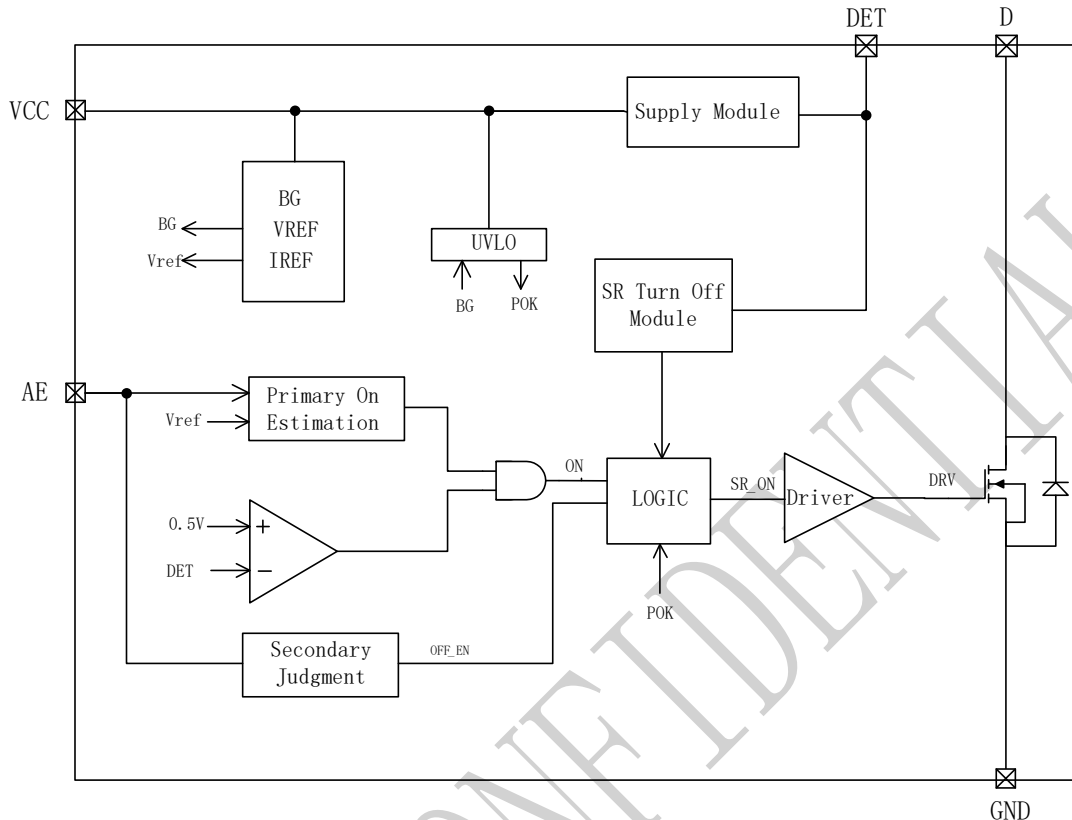 DET
D
VCC
Supply Module
BG
VREF
IREF
BG
Vref
UVLO
BG
POK
SR Turn Off
Module
AE
Primary On
Estimation
Vref
ON
LOGIC
SR_ON
Driver
DRV
0.5V
+
DET
-
POK
Secondary
Judgment
OFF_EN
GND
ONFIDENTIA